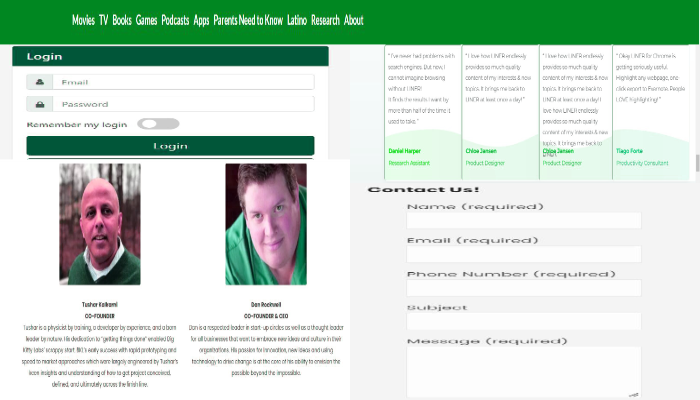 Movies TV Books Games Podcasts Apps Parents Need to Know Latino Research About
Login
Email
Password
Remember my login
Login
Tushar Kalkarni
CO-FOUNDER
Tushar is a physicist by training, a developer by experience, and a born
leader by nature. His dedication to "getting things done" enabled Big
Kitty Labs' scrappy start. BKL's early success with rapid prototyping and
speed to market approaches which were largely engineered by Tushar's
keen insights and understanding of how to get project conceived,
defined, and ultimately across the finish line.
Dan Rockwell
CO-FOUNDER & CEO
Dan is a respected leader in start-up circles as well as a thought leader
for all businesses that want to embrace new ideas and culture in their
organizations. His passion for innovation, new ideas and using
technology to drive change is at the core of his ability to envision the
possible beyond the impossible.
"I've never had problems with
search engines. But now, I
cannot imagine browsing
without LINER!
It finds the results I want by
more than half of the time it
used to take."
Daniel Harper
Research Assistant
"I love how LINER endlessly
provides so much quality
content of my interests & new
topics. It brings me back to
LINER at least once a day!"
Chloe Jansen
Product Designer
"I love how LINER endlessly
provides so much quality
content of my interests & new
topics. It brings me back to
LINER at least once a day! I
love how LINER endlessly
provides so much quality
content of my interests & new
topics. It brings me back to
LINER
Chloe Jansen
Product Designer
"Okay LINER for Chrome is
getting seriously useful.
Highlight any webpage, and
click export to Evernote. People
LOVE Highlighting!"
Tiago Forte
Productivity Consultant
Contact Us!
Name (required)
Email (required)
Phone Number (required)
Subject
Message (required)